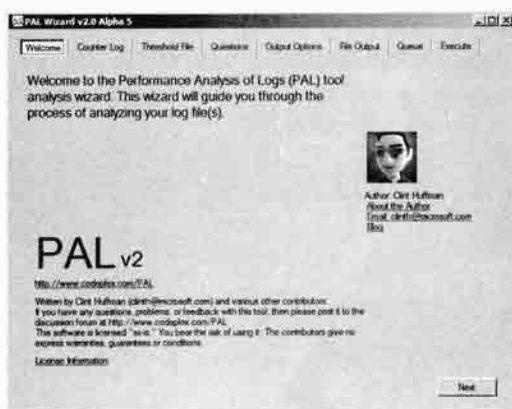 PAL Wizard v2.0 Alpha 5
Welcome
Counter Log
Threshold File
Questions
Output Options
File Output
Queue
Execute
Welcome to the Performance Analysis of Logs (PAL) tool
analysis wizard. This wizard will guide you through the
process of analyzing your log file(s).
Author: Clint Huffman
About the Author
Email: clinth@microsoft.com
Blog
PAL v2
http://www.codeplex.com/PAL
Written by Clint Huffman (clinth@microsoft.com) and various other contributors.
If you have any questions, problems, or feedback with this tool, then please post it to the
discussion forum at http://www.codeplex.com/PAL
This software is licensed "as-is." You bear the risk of using it. The contributors give no
express warranties, guarantees or conditions.
License Information
Next